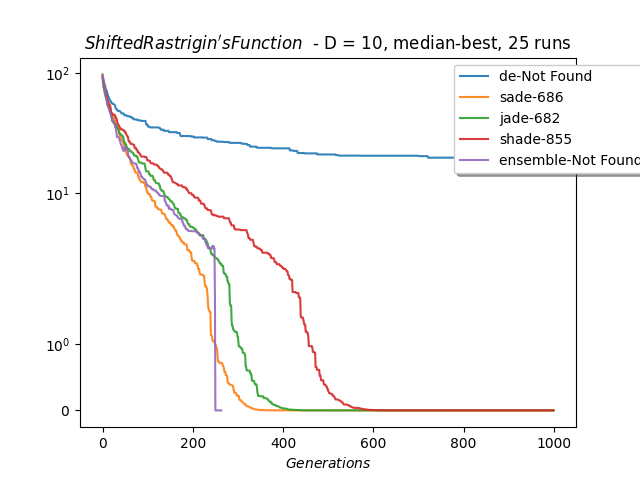 ShiftedRastrigin'sFunction - D = 10, median-best, 25 runs
de-Not Found
sade-686
jade-682
shade-855
ensemble-Not Found
10²
10¹
10⁰
0
0 200 400 600 800 1000
Generations